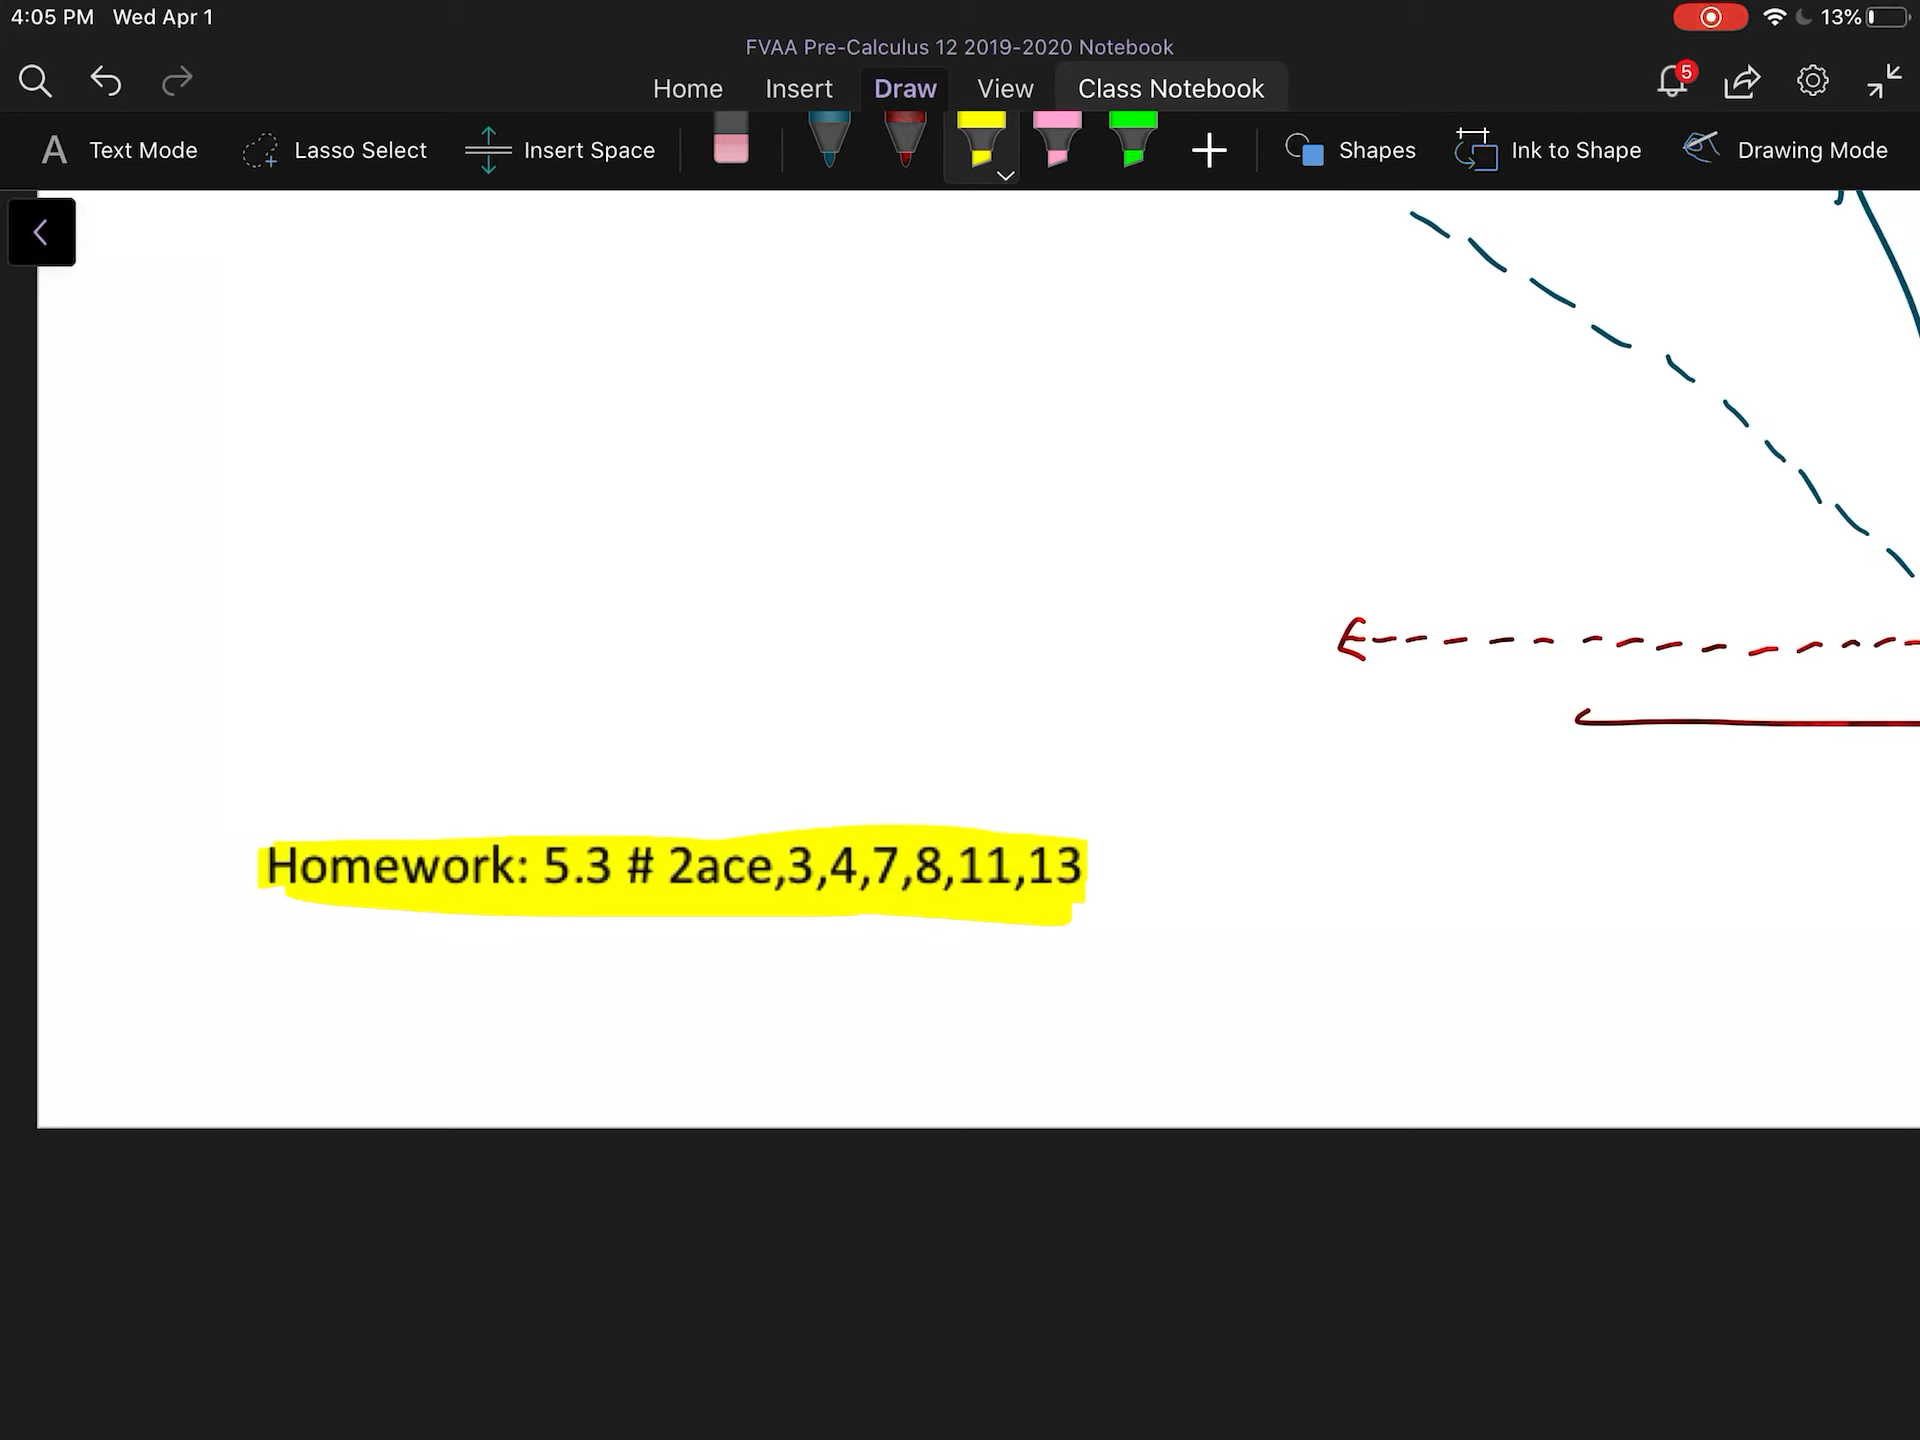 4:05 PM Wed Apr 1
13%
FVAA Pre-Calculus 12 2019-2020 Notebook
Home Insert Draw View Class Notebook
5
A Text Mode Lasso Select Insert Space Shapes Ink to Shape Drawing Mode
Homework: 5.3 # 2ace,3,4,7,8,11,13